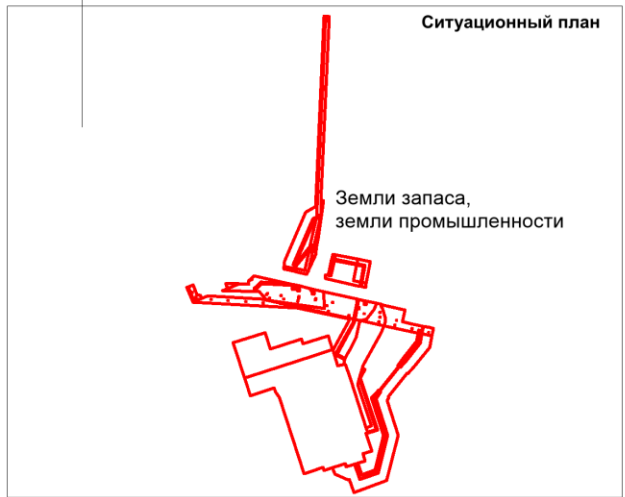 Ситуационный план
Земли запаса,
земли промышленности